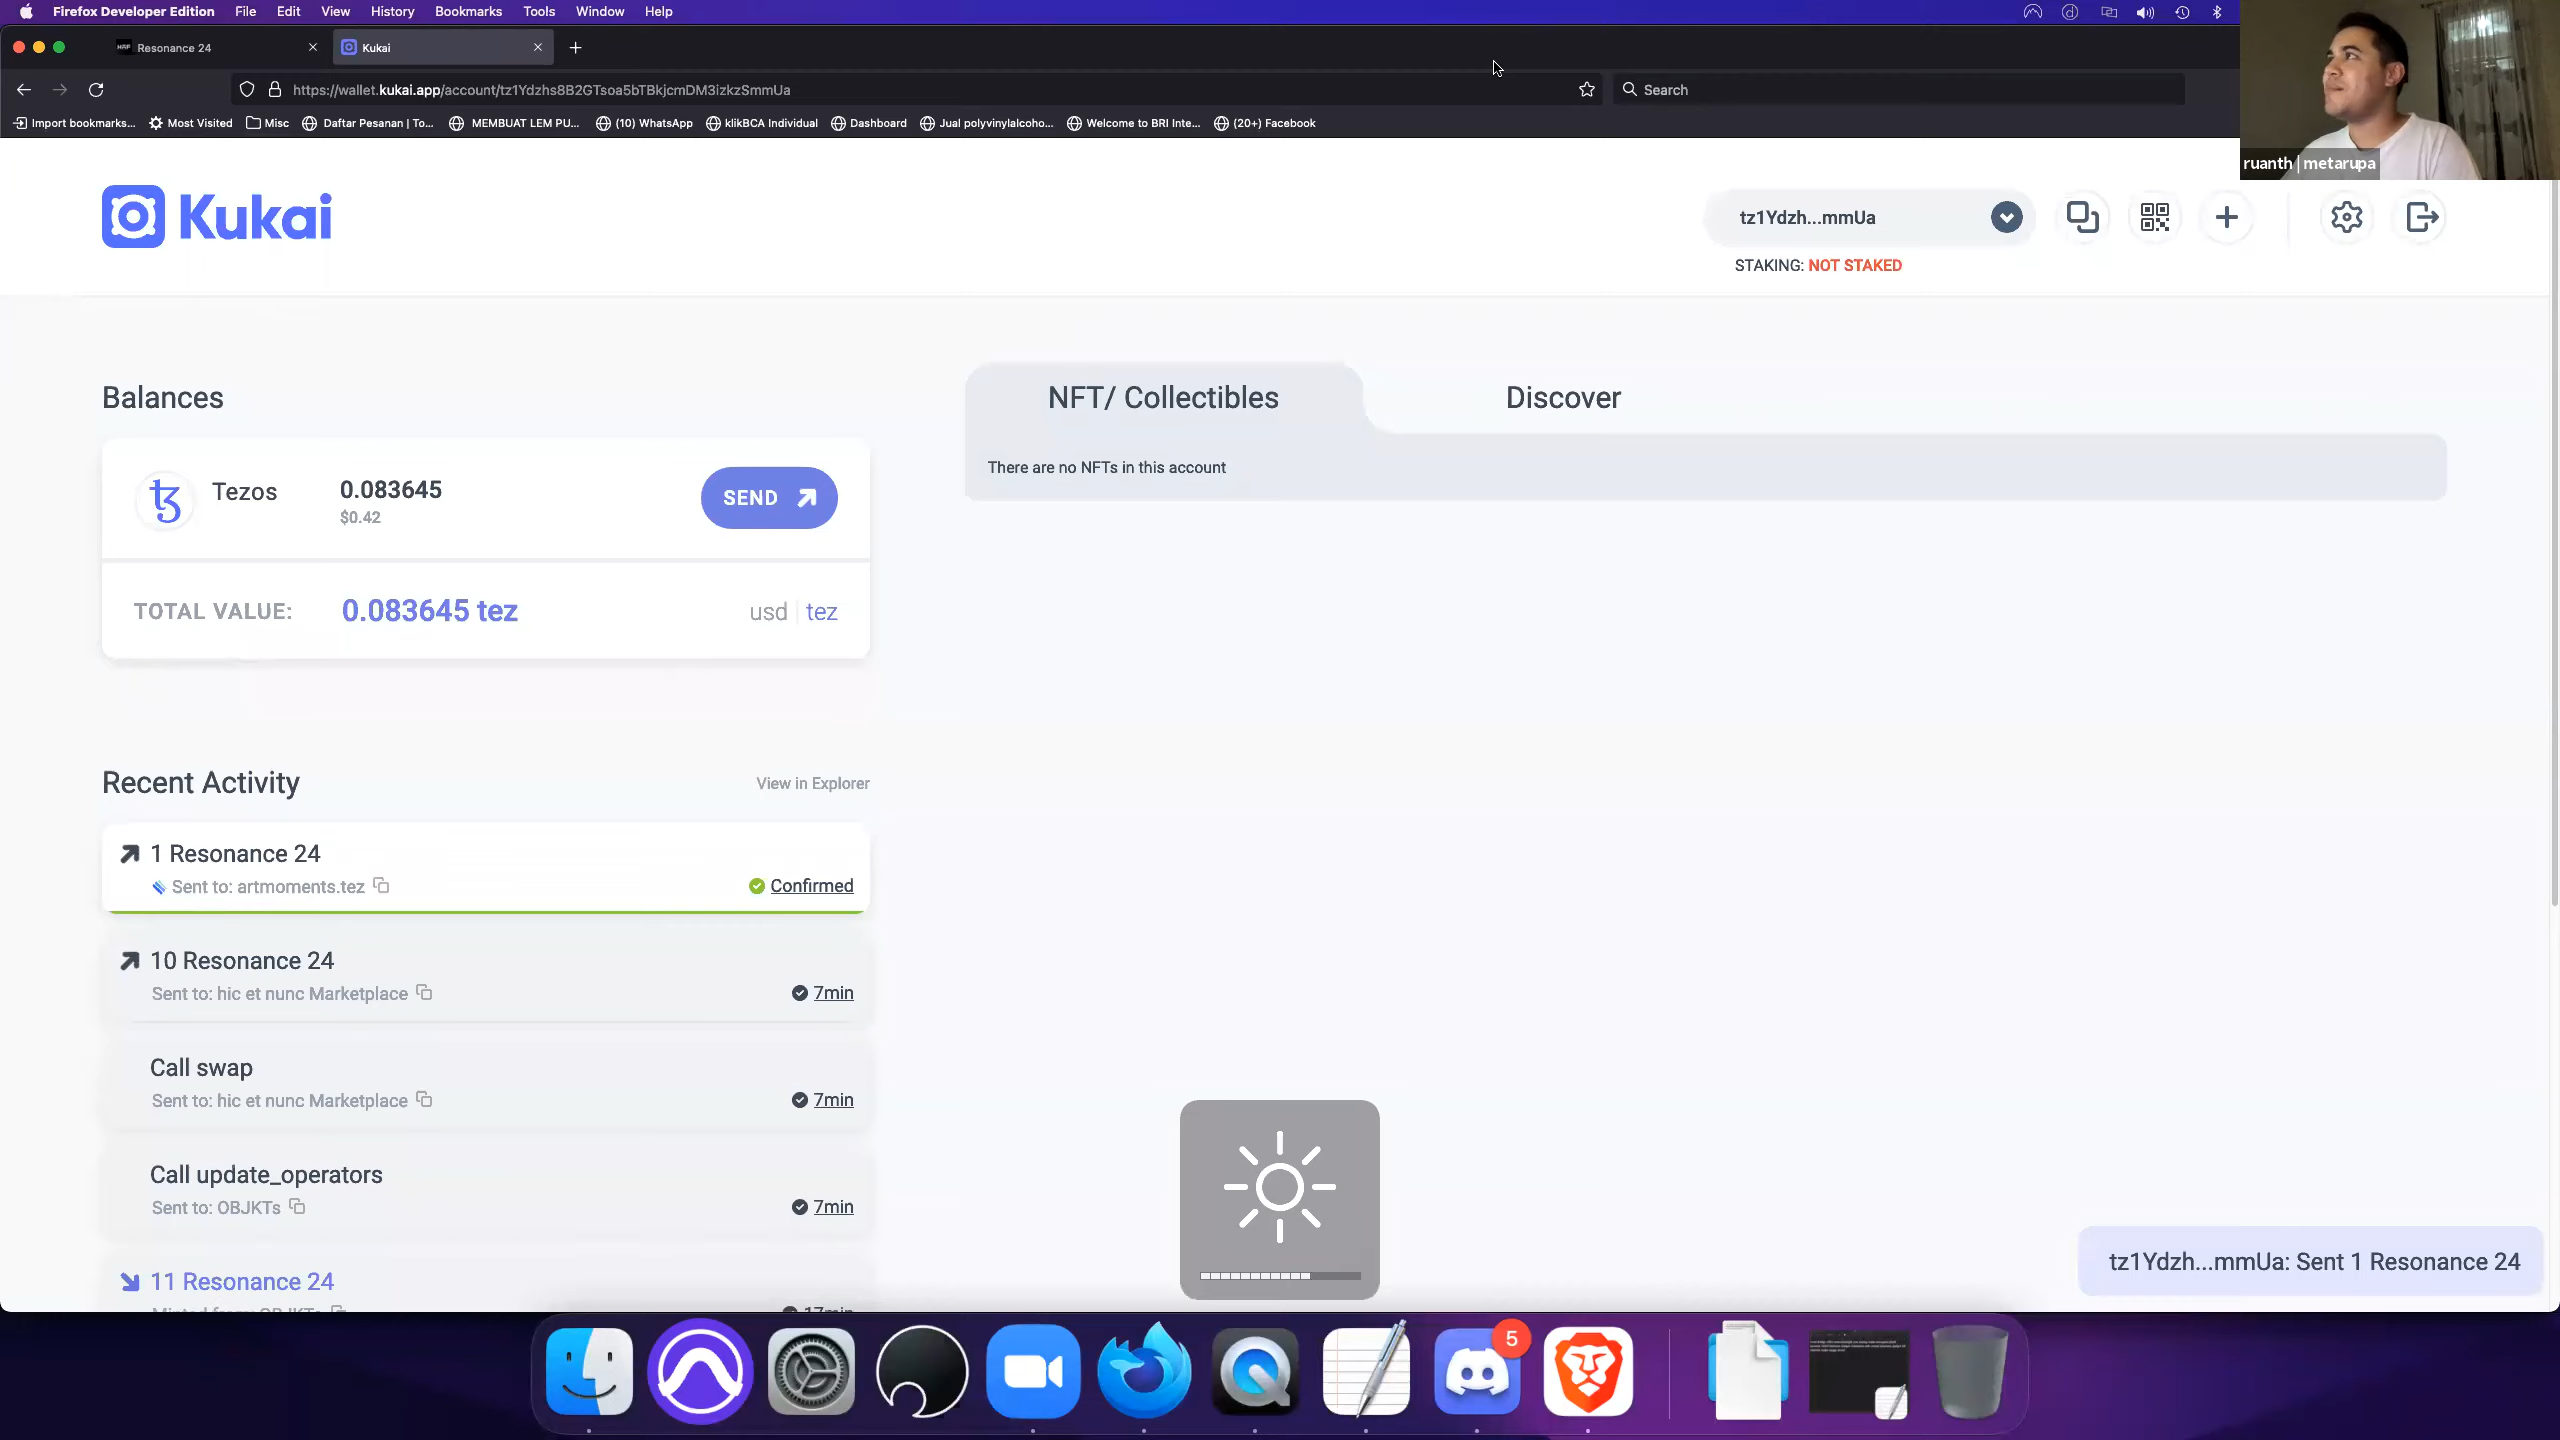 Firefox Developer Edition File Edit View History Bookmarks Tools Window Help
Resonance 24
Kukai
https://wallet.kukai.app/account/tz1Ydzhs8B2GTsoa5bTBkjcmDM3izkzSmmUa
Search
Import bookmarks... Most Visited Misc Daftar Pesanan | To... MEMBUAT LEM PU... (10) WhatsApp klikBCA Individual Dashboard Jual polyvinylalcoho... Welcome to BRI Inte... (20+) Facebook
ruanth | metarupa
Kukai
tz1Ydzh...mmUa
STAKING: NOT STAKED
Balances
NFT/ Collectibles
Discover
There are no NFTs in this account
Tezos
0.083645
$0.42
SEND
TOTAL VALUE:
0.083645 tez
usd | tez
Recent Activity
View in Explorer
1 Resonance 24
Sent to: artmoments.tez
Confirmed
10 Resonance 24
Sent to: hic et nunc Marketplace
7min
Call swap
Sent to: hic et nunc Marketplace
7min
Call update_operators
Sent to: OBJKTs
7min
11 Resonance 24
tz1Ydzh...mmUa: Sent 1 Resonance 24
5